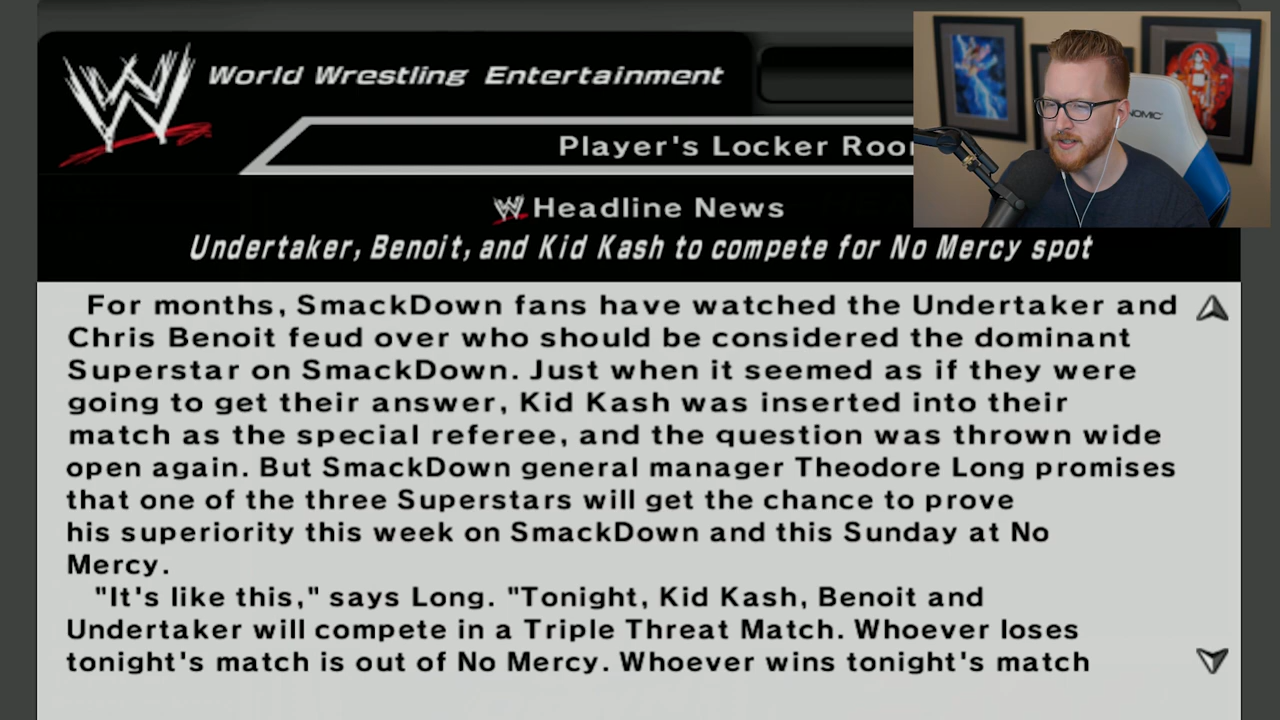 World Wrestling Entertainment
Player's Locker Roo
Headline News
Undertaker, Benoit, and Kid Kash to compete for No Mercy spot
For months, SmackDown fans have watched the Undertaker and
Chris Benoit feud over who should be considered the dominant
Superstar on SmackDown. Just when it seemed as if they were
going to get their answer, Kid Kash was inserted into their
match as the special referee, and the question was thrown wide
open again. But SmackDown general manager Theodore Long promises
that one of the three Superstars will get the chance to prove
his superiority this week on SmackDown and this Sunday at No
Mercy.
"It's like this," says Long. "Tonight, Kid Kash, Benoit and
Undertaker will compete in a Triple Threat Match. Whoever loses
tonight's match is out of No Mercy. Whoever wins tonight's match
NOMIC